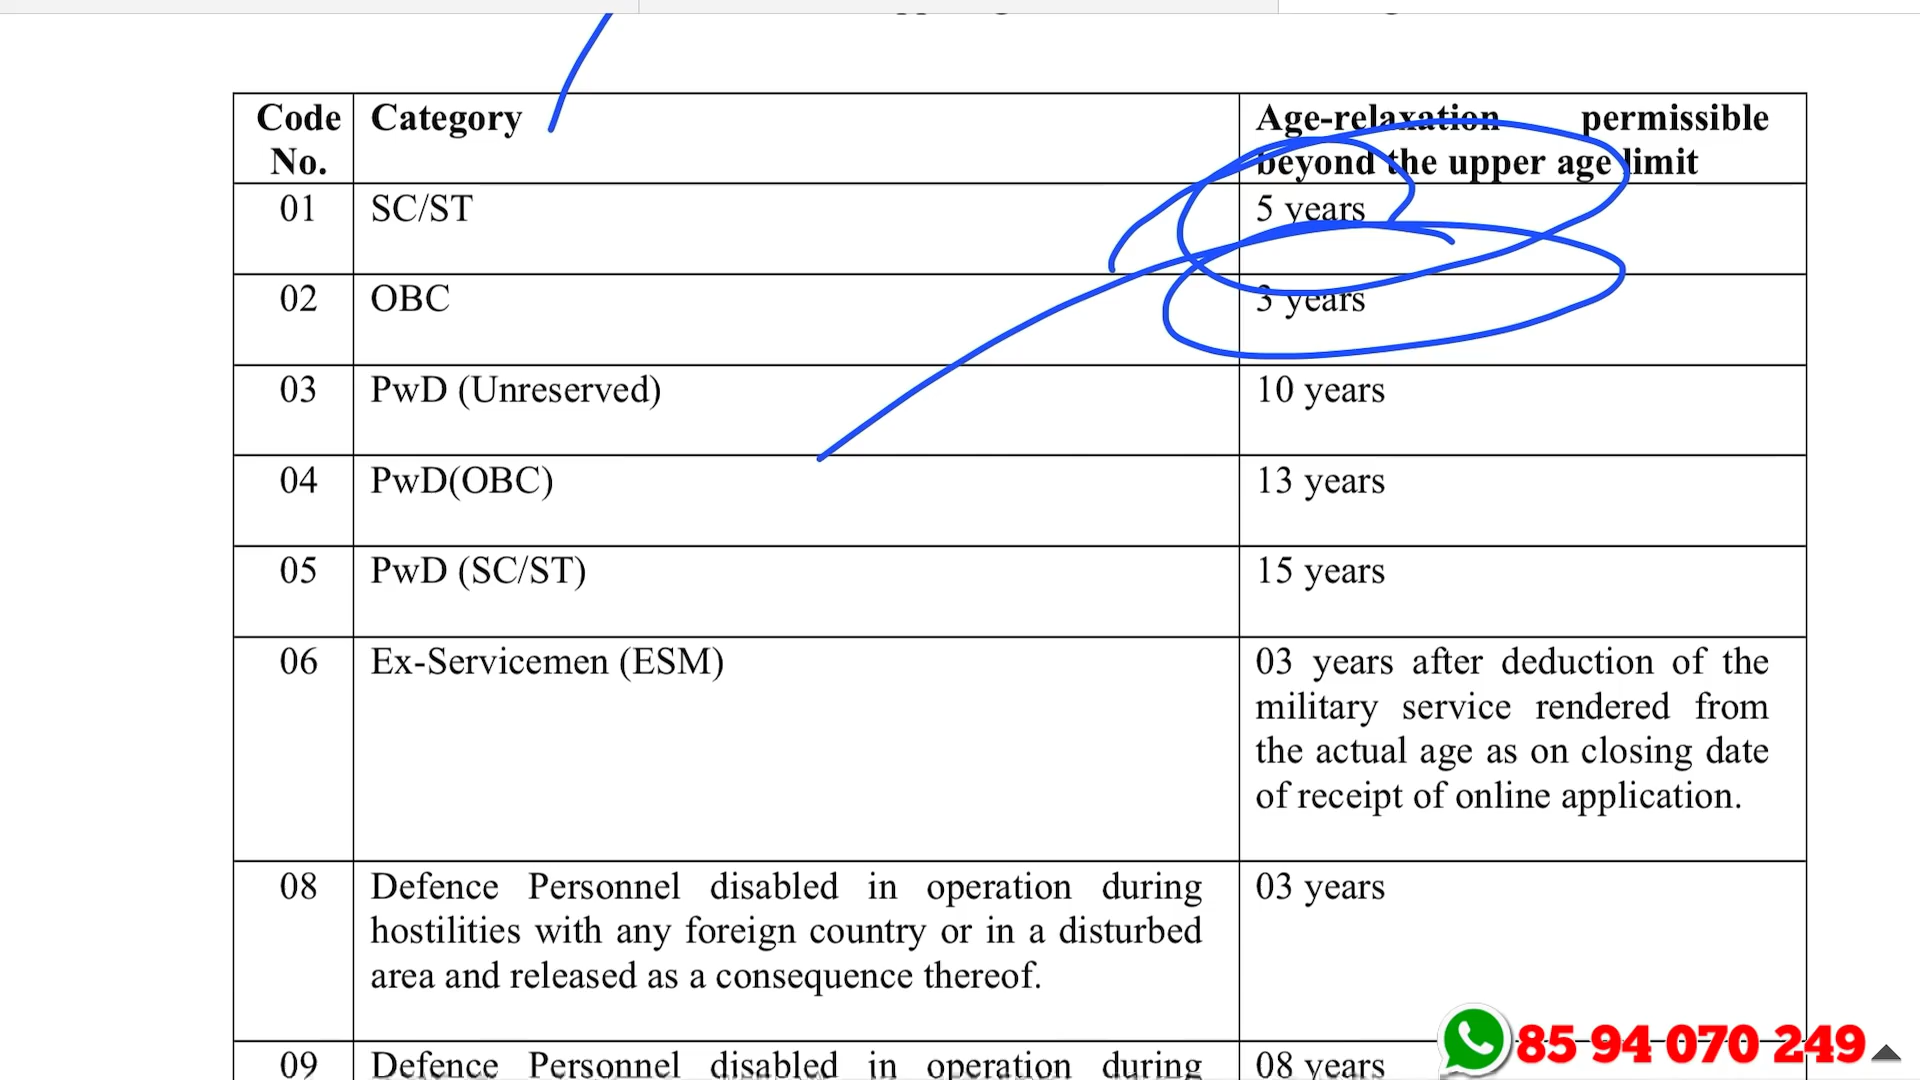 Code No.
Category
Age-relaxation permissible
beyond the upper age limit
01 SC/ST 5 years
02 OBC 3 years
03 PwD (Unreserved) 10 years
04 PwD(OBC) 13 years
05 PwD (SC/ST) 15 years
06 Ex-Servicemen (ESM) 03 years after deduction of the
military service rendered from
the actual age as on closing date
of receipt of online application.
08 Defence Personnel disabled in operation during 03 years
hostilities with any foreign country or in a disturbed
area and released as a consequence thereof.
09 Defence Personnel disabled in operation during 08 years
85 94 070 249